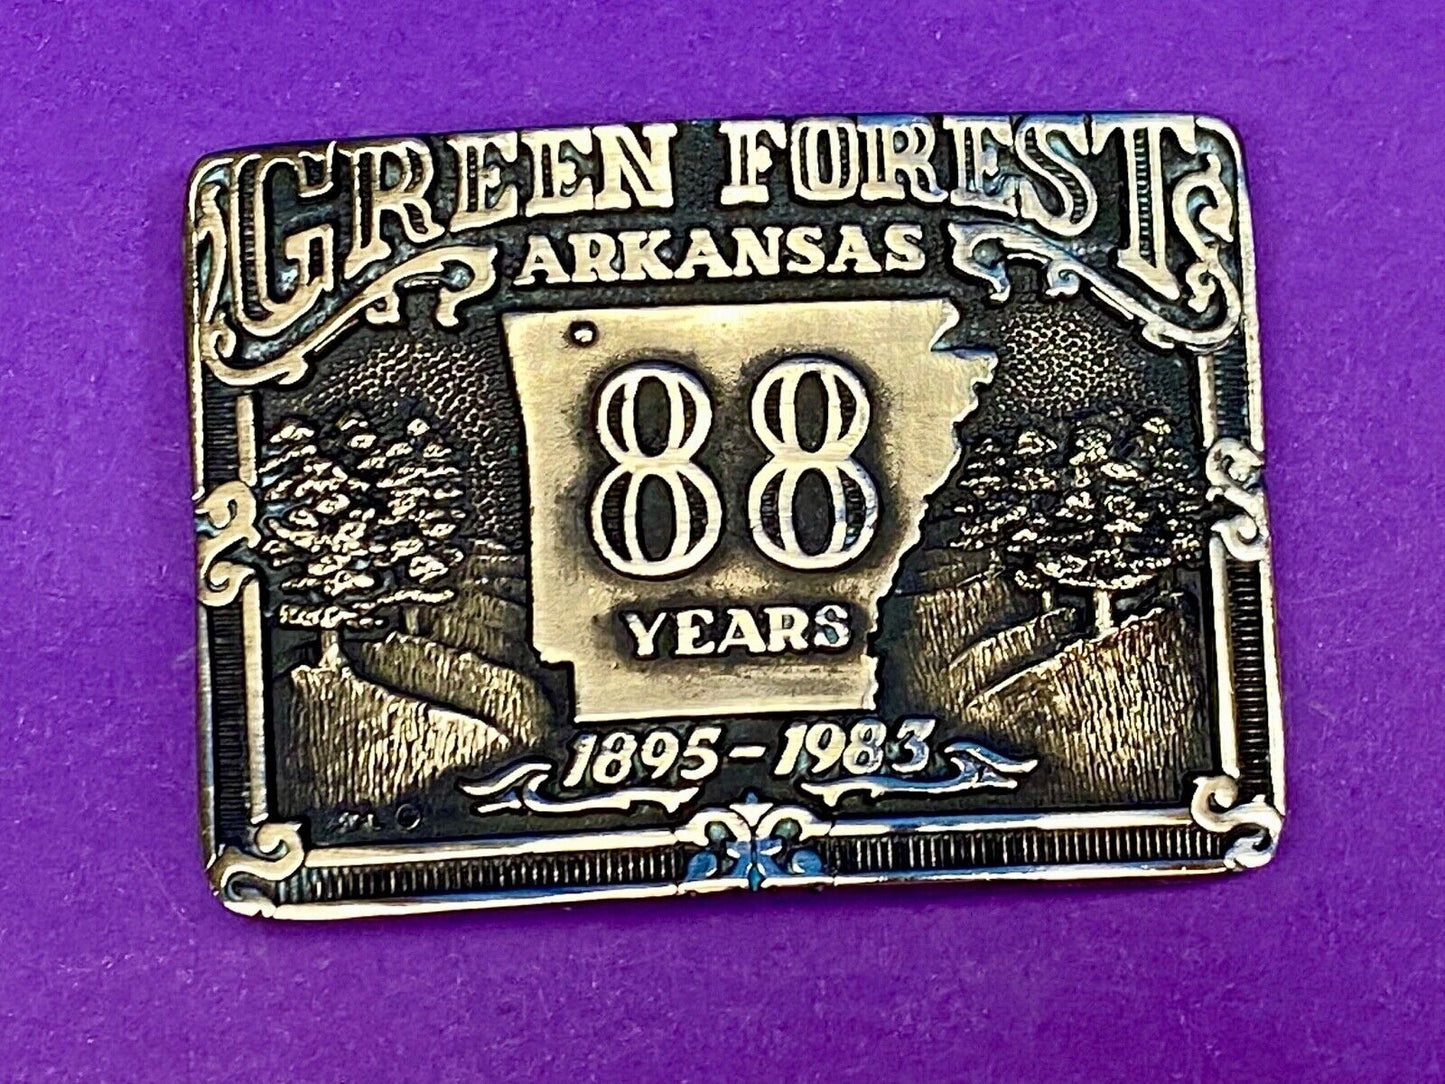 GREEN FOREST
ARKANSAS
88
YEARS
1895-1983
©